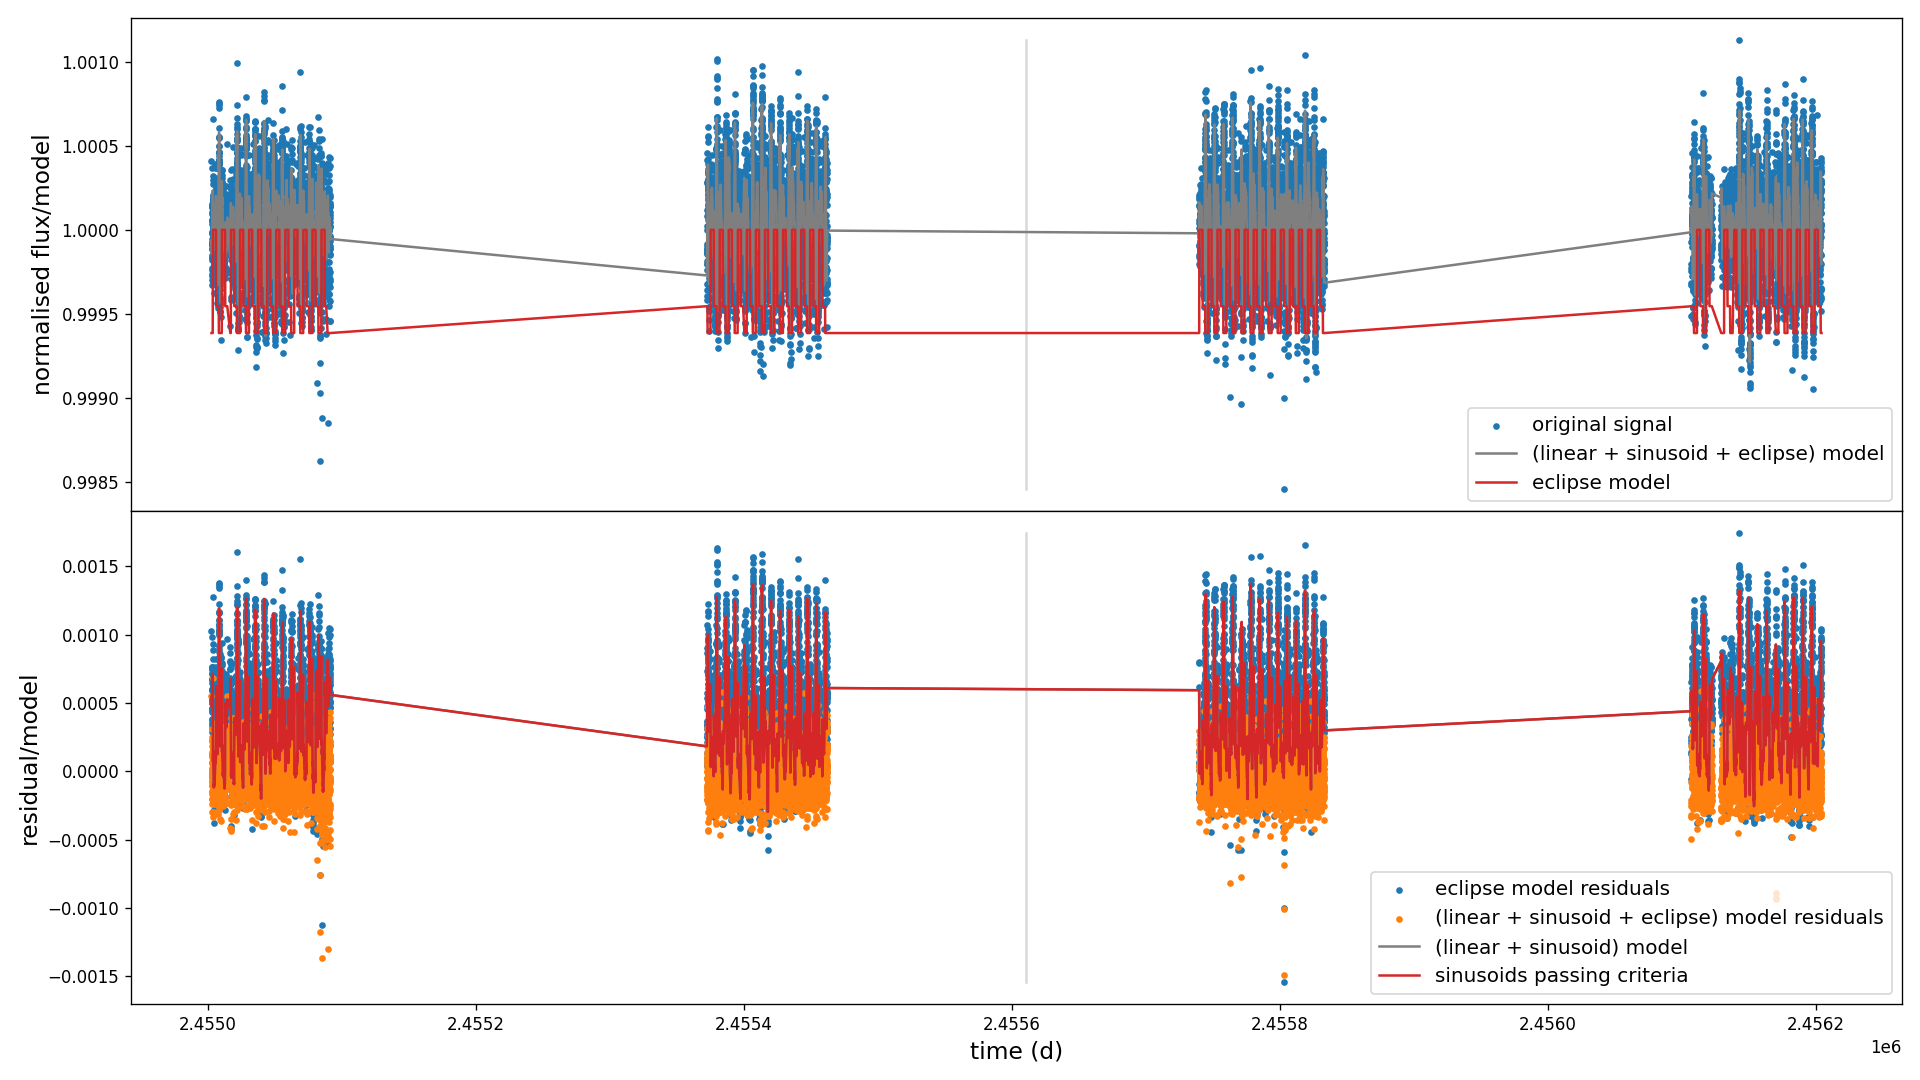 normalised flux/model
1.0010
1.0005
1.0000
0.9995
0.9990
0.9985
original signal
(linear + sinusoid + eclipse) model
eclipse model
residual/model
0.0015
0.0010
0.0005
0.0000
−0.0005
−0.0010
−0.0015
eclipse model residuals
(linear + sinusoid + eclipse) model residuals
(linear + sinusoid) model
sinusoids passing criteria
2.4550 2.4552 2.4554 2.4556 2.4558 2.4560 2.4562
1e6
time (d)